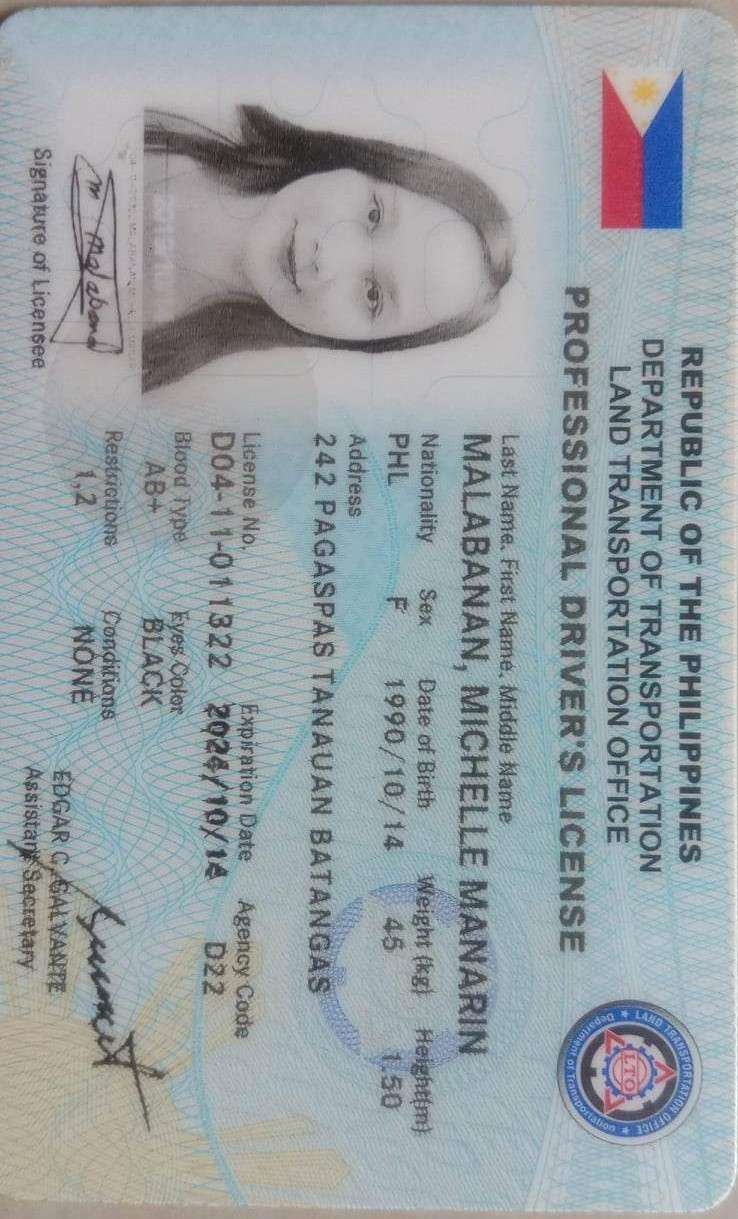 REPUBLIC OF THE PHILIPPINES
DEPARTMENT OF TRANSPORTATION
LAND TRANSPORTATION OFFICE
PROFESSIONAL DRIVER'S LICENSE
LAND TRANSPORTATION OFFICE
LTO
Department of Transportation
Last Name, First Name, Middle Name
MALABANAN, MICHELLE MANARIN
Nationality Sex Date of Birth Weight (kg) Height(m)
PHL F 1990/10/14 45 1.50
Address
242 PAGASPAS TANAUAN BATANGAS
License No. Expiration Date Agency Code
D04-11-011322 2024/10/14 D22
Blood Type Eyes Color
AB+ BLACK
Restrictions Conditions
1,2 NONE
M Malabanan
Signature of Licensee
EDGAR C. GALVANTE
Assistant Secretary